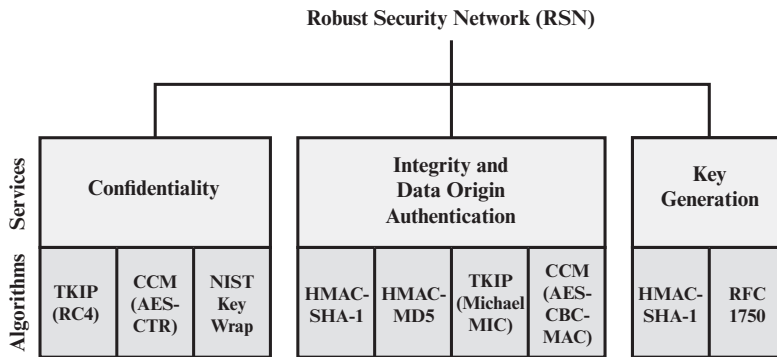 Robust Security Network (RSN)
Services
Confidentiality
Integrity and
Data Origin
Authentication
Key
Generation
Algorithms
TKIP
(RC4)
CCM
(AES-
CTR)
NIST
Key
Wrap
HMAC-
SHA-1
HMAC-
MD5
TKIP
(Michael
MIC)
CCM
(AES-
CBC-
MAC)
HMAC-
SHA-1
RFC
1750